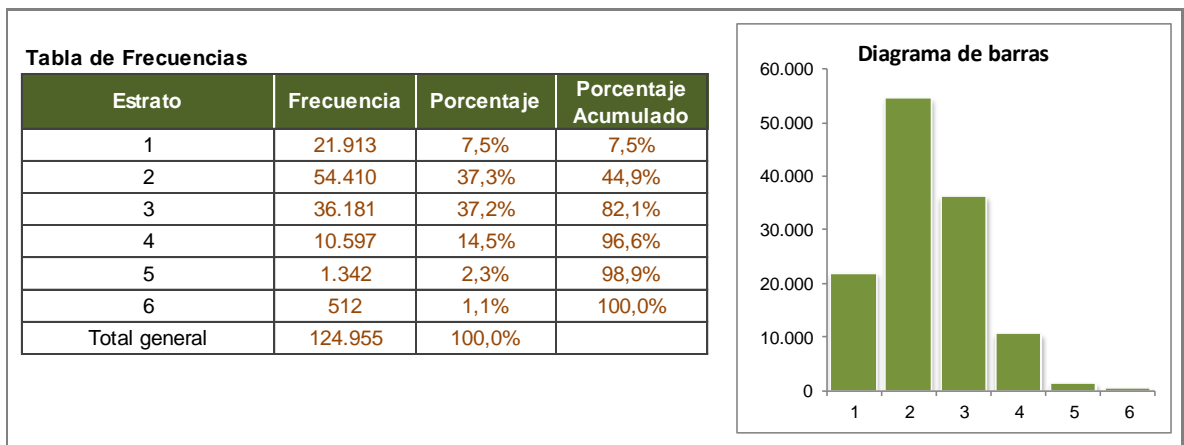 Tabla de Frecuencias
Estrato Frecuencia Porcentaje Porcentaje Acumulado
1 21.913 7,5% 7,5%
2 54.410 37,3% 44,9%
3 36.181 37,2% 82,1%
4 10.597 14,5% 96,6%
5 1.342 2,3% 98,9%
6 512 1,1% 100,0%
Total general 124.955 100,0%
Diagrama de barras
60.000
50.000
40.000
30.000
20.000
10.000
0
1 2 3 4 5 6